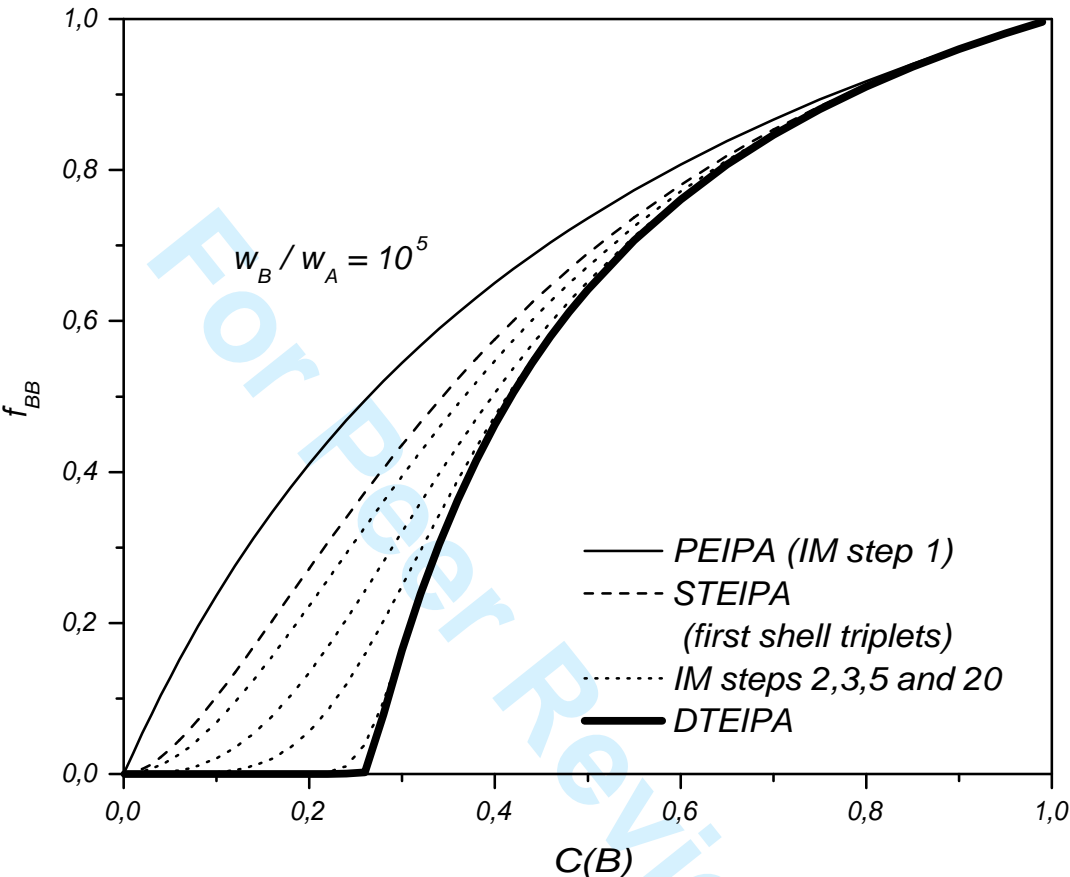 1,0
0,8
0,6
0,4
0,2
0,0
f_BB
w_B / w_A = 10^5
PEIPA (IM step 1)
STEIPA
(first shell triplets)
IM steps 2,3,5 and 20
DTEIPA
0,0 0,2 0,4 0,6 0,8 1,0
C(B)
For Peer Revi